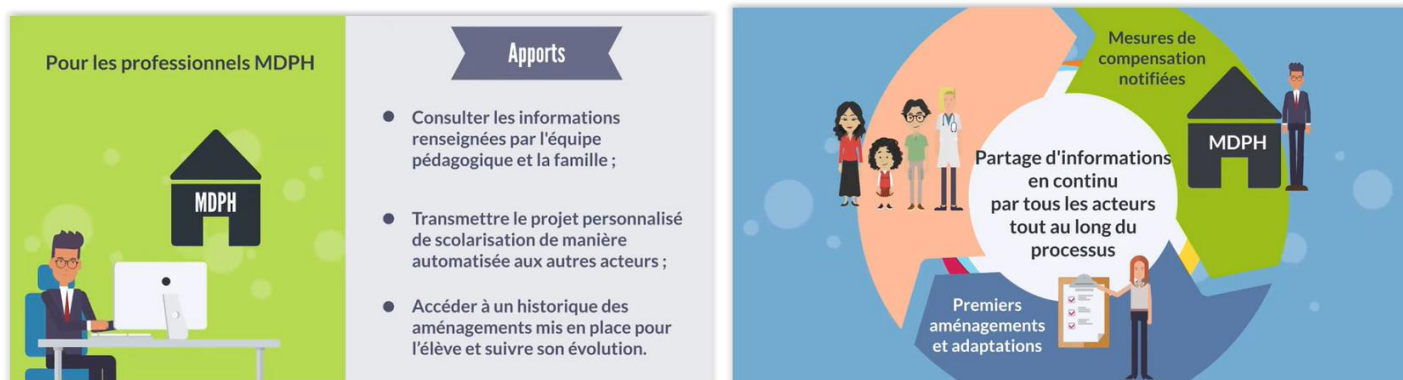 Pour les professionnels MDPH
MDPH
Apports
Consulter les informations
renseignées par l'équipe
pédagogique et la famille ;
Transmettre le projet personnalisé
de scolarisation de manière
automatisée aux autres acteurs ;
Accéder à un historique des
aménagements mis en place pour
l'élève et suivre son évolution.
Mesures de
compensation
notifiées
MDPH
Partage d'informations
en continu
par tous les acteurs
tout au long du
processus
Premiers
aménagements
et adaptations